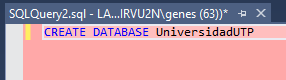 SQLQuery2.sql - LA...IRVU2N\genes (63))*
CREATE DATABASE UniversidadUTP